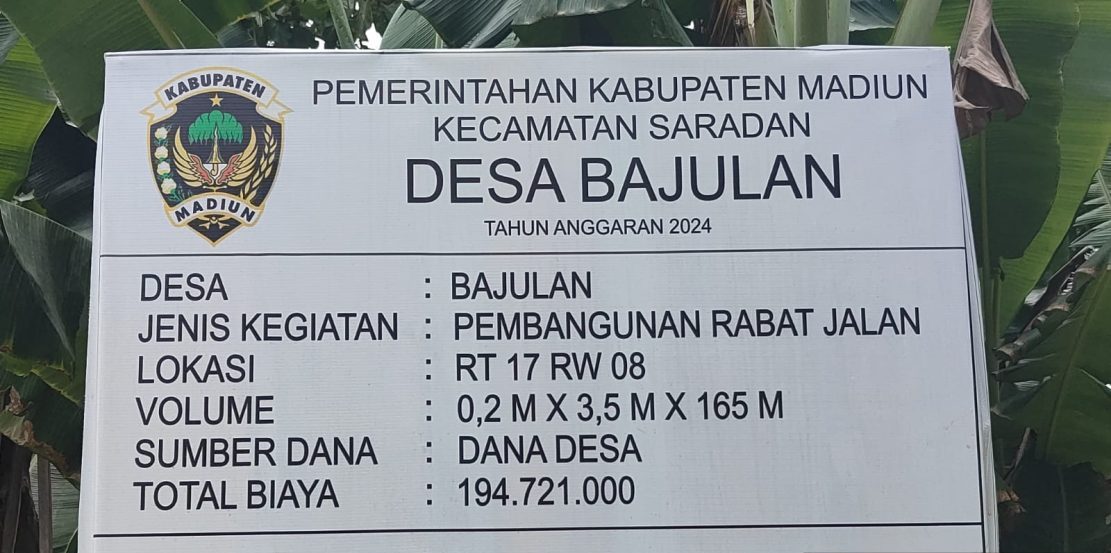 KABUPATEN
MADIUN
PEMERINTAHAN KABUPATEN MADIUN
KECAMATAN SARADAN
DESA BAJULAN
TAHUN ANGGARAN 2024
DESA : BAJULAN
JENIS KEGIATAN : PEMBANGUNAN RABAT JALAN
LOKASI : RT 17 RW 08
VOLUME : 0,2 M X 3,5 M X 165 M
SUMBER DANA : DANA DESA
TOTAL BIAYA : 194.721.000